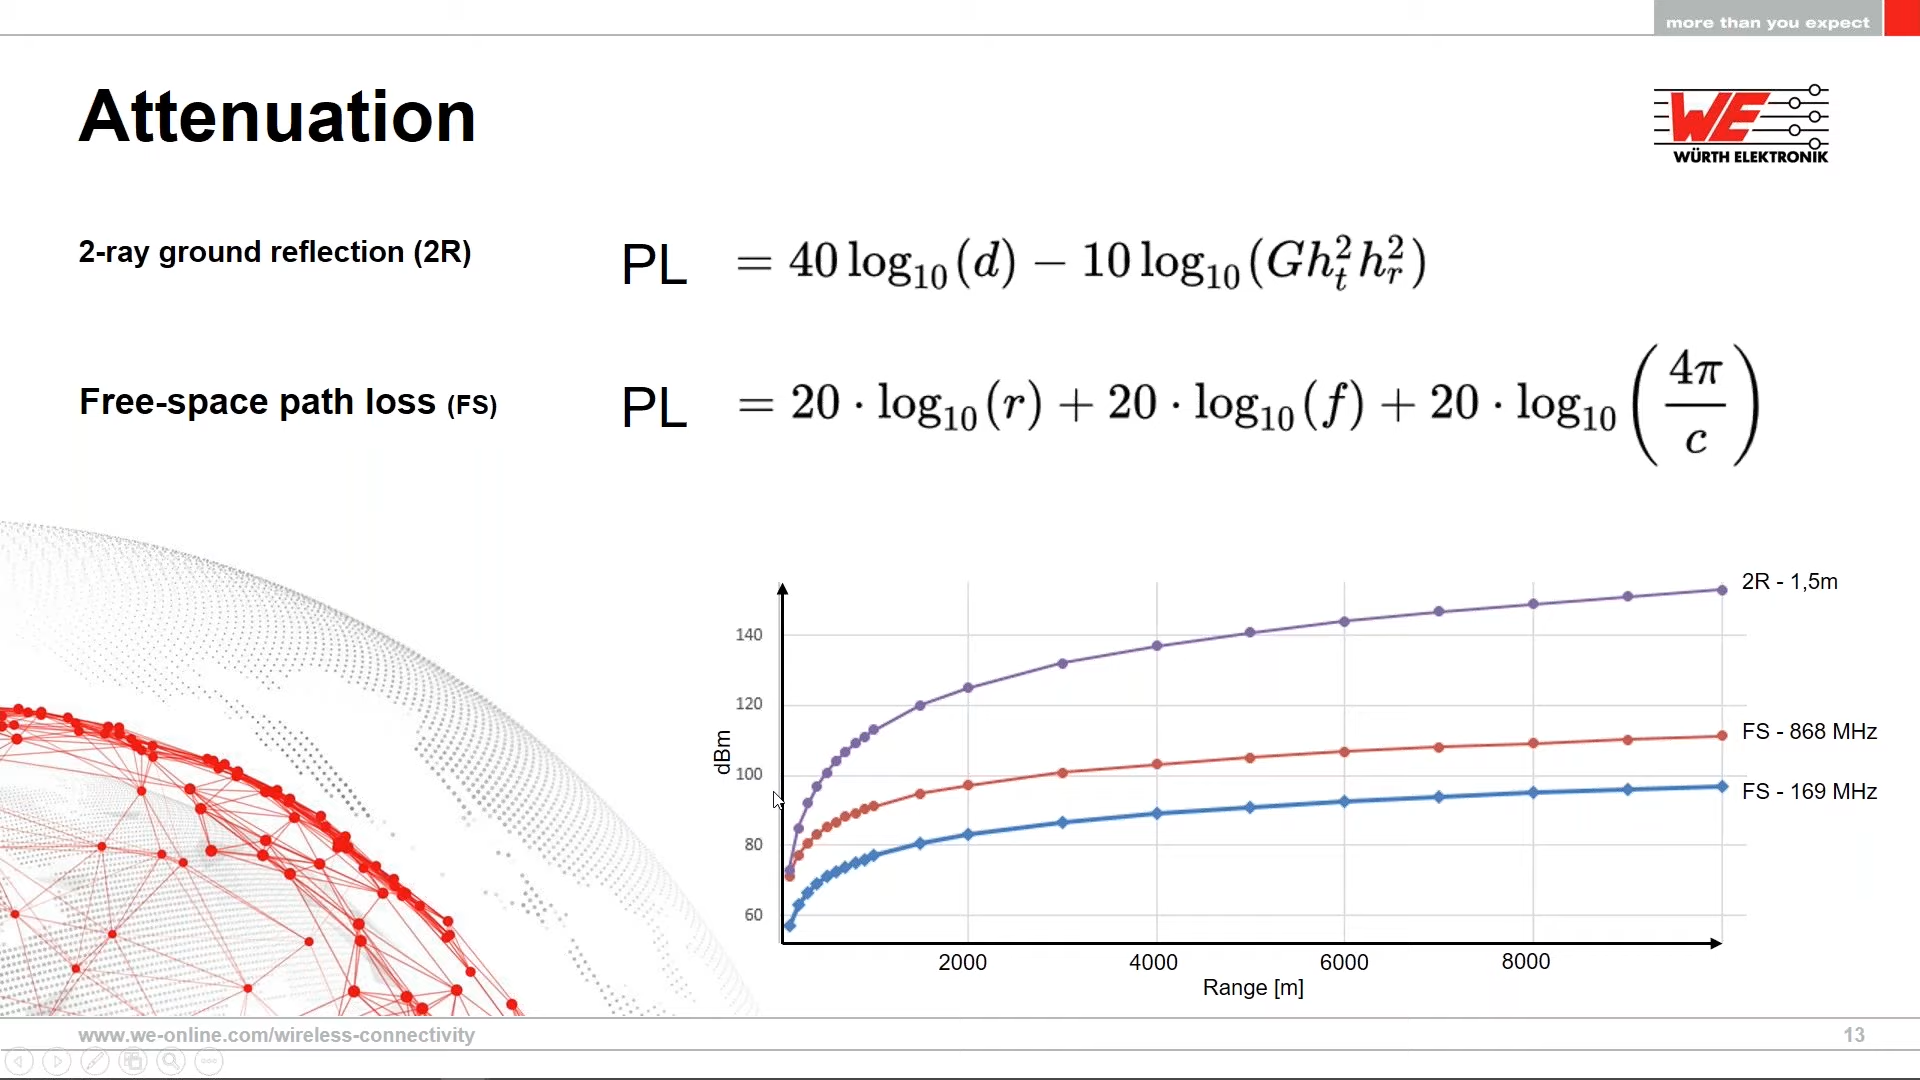 more than you expect
Attenuation
WE
WÜRTH ELEKTRONIK
2-ray ground reflection (2R)
PL = 40 log₁₀(d) − 10 log₁₀(Ghₜ²hᵣ²)
Free-space path loss (FS)
PL = 20 · log₁₀(r) + 20 · log₁₀(f) + 20 · log₁₀(4π/c)
2R - 1,5m
140
120
FS - 868 MHz
dBm
100
FS - 169 MHz
80
60
2000 4000 6000 8000
Range [m]
www.we-online.com/wireless-connectivity
13